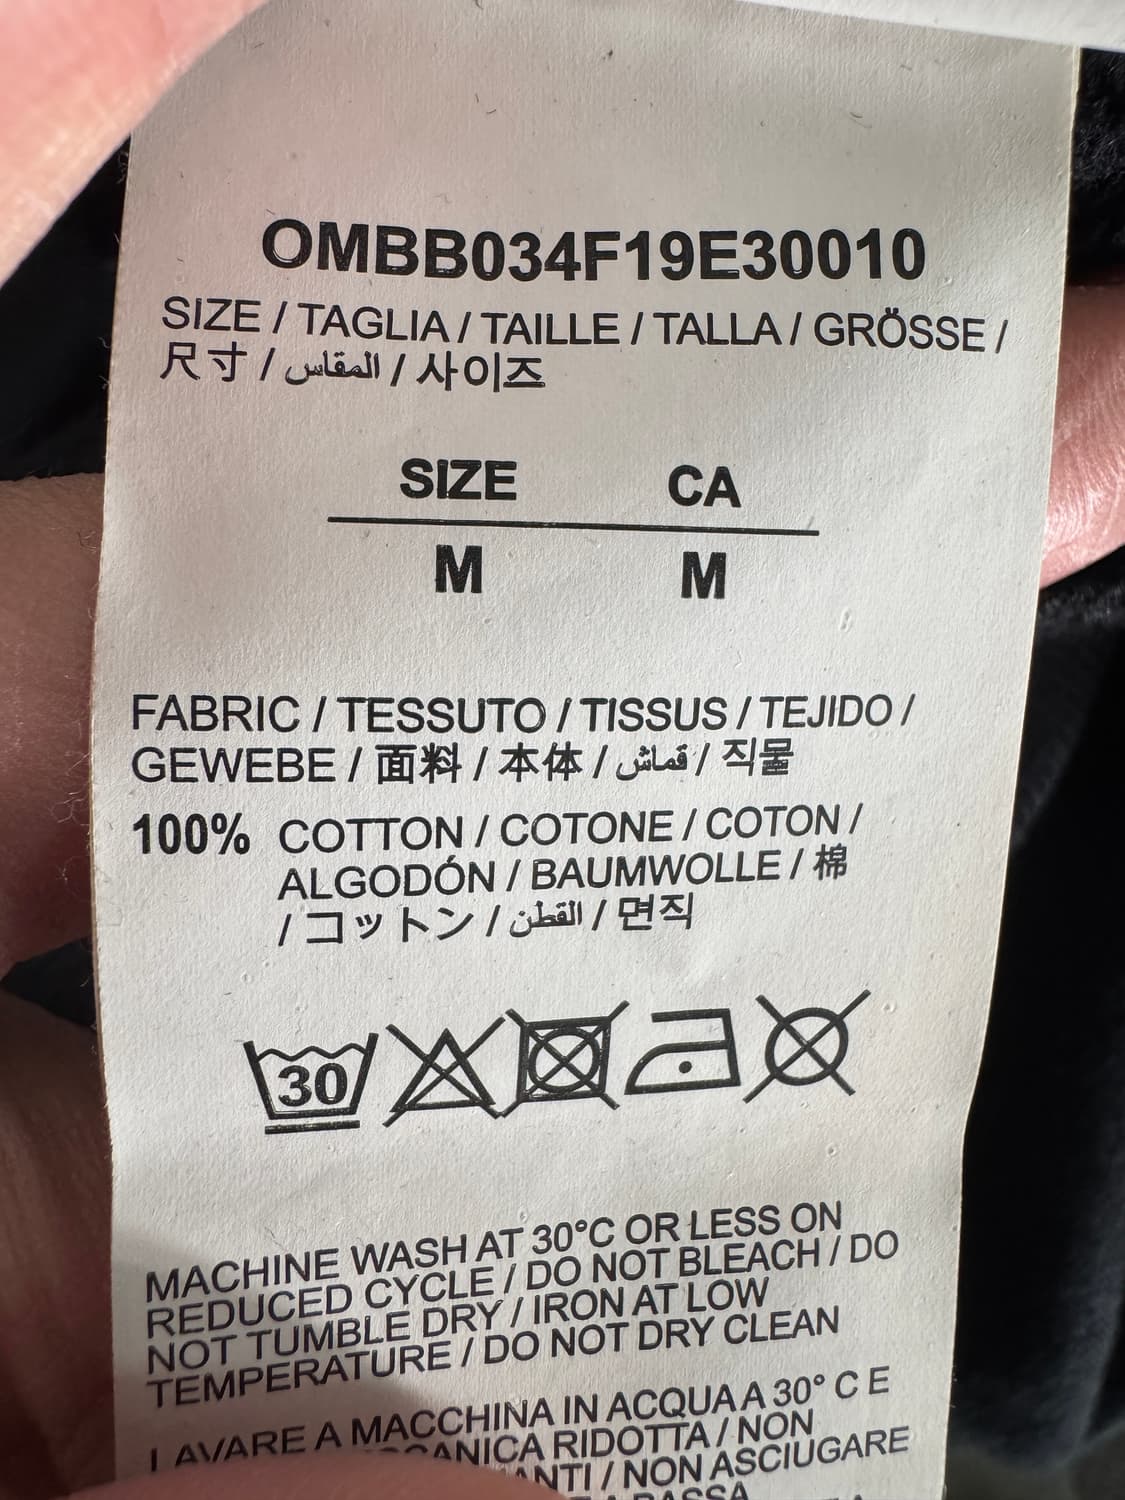 OMBB034F19E30010
SIZE / TAGLIA / TAILLE / TALLA / GRÖSSE /
尺寸 / المقاس / 사이즈
SIZE CA
M M
FABRIC / TESSUTO / TISSUS / TEJIDO /
GEWEBE / 面料 / 本体 / قماش / 직물
100% COTTON / COTONE / COTON /
ALGODÓN / BAUMWOLLE / 棉
/ コットン / القطن / 면직
30
MACHINE WASH AT 30°C OR LESS ON
REDUCED CYCLE / DO NOT BLEACH / DO
NOT TUMBLE DRY / IRON AT LOW
TEMPERATURE / DO NOT DRY CLEAN
LAVARE A MACCHINA IN ACQUA A 30° C E
RIDOTTA / NON
/ NON ASCIUGARE